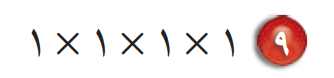 ٩ ١ × ١ × ١ × ١